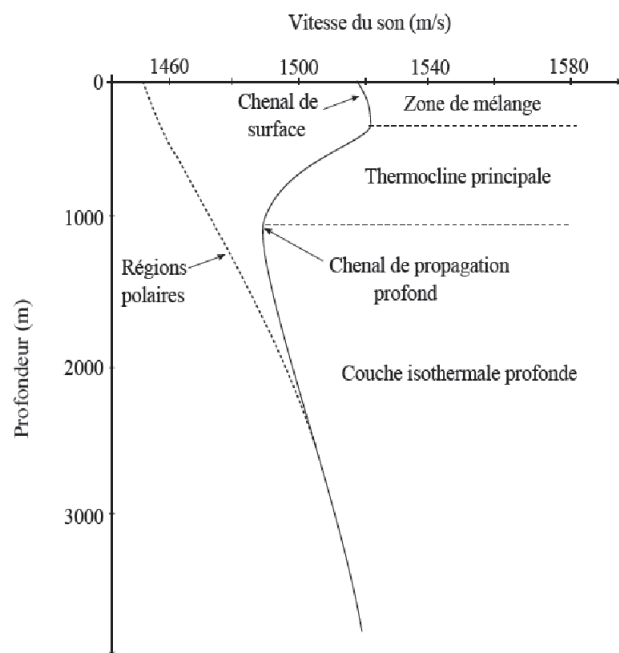 Vitesse du son (m/s)
1460
1500
1540
1580
0
Chenal de
surface
Zone de mélange
Thermocline principale
1000
Régions
polaires
Chenal de propagation
profond
2000
Couche isothermale profonde
3000
Profondeur (m)